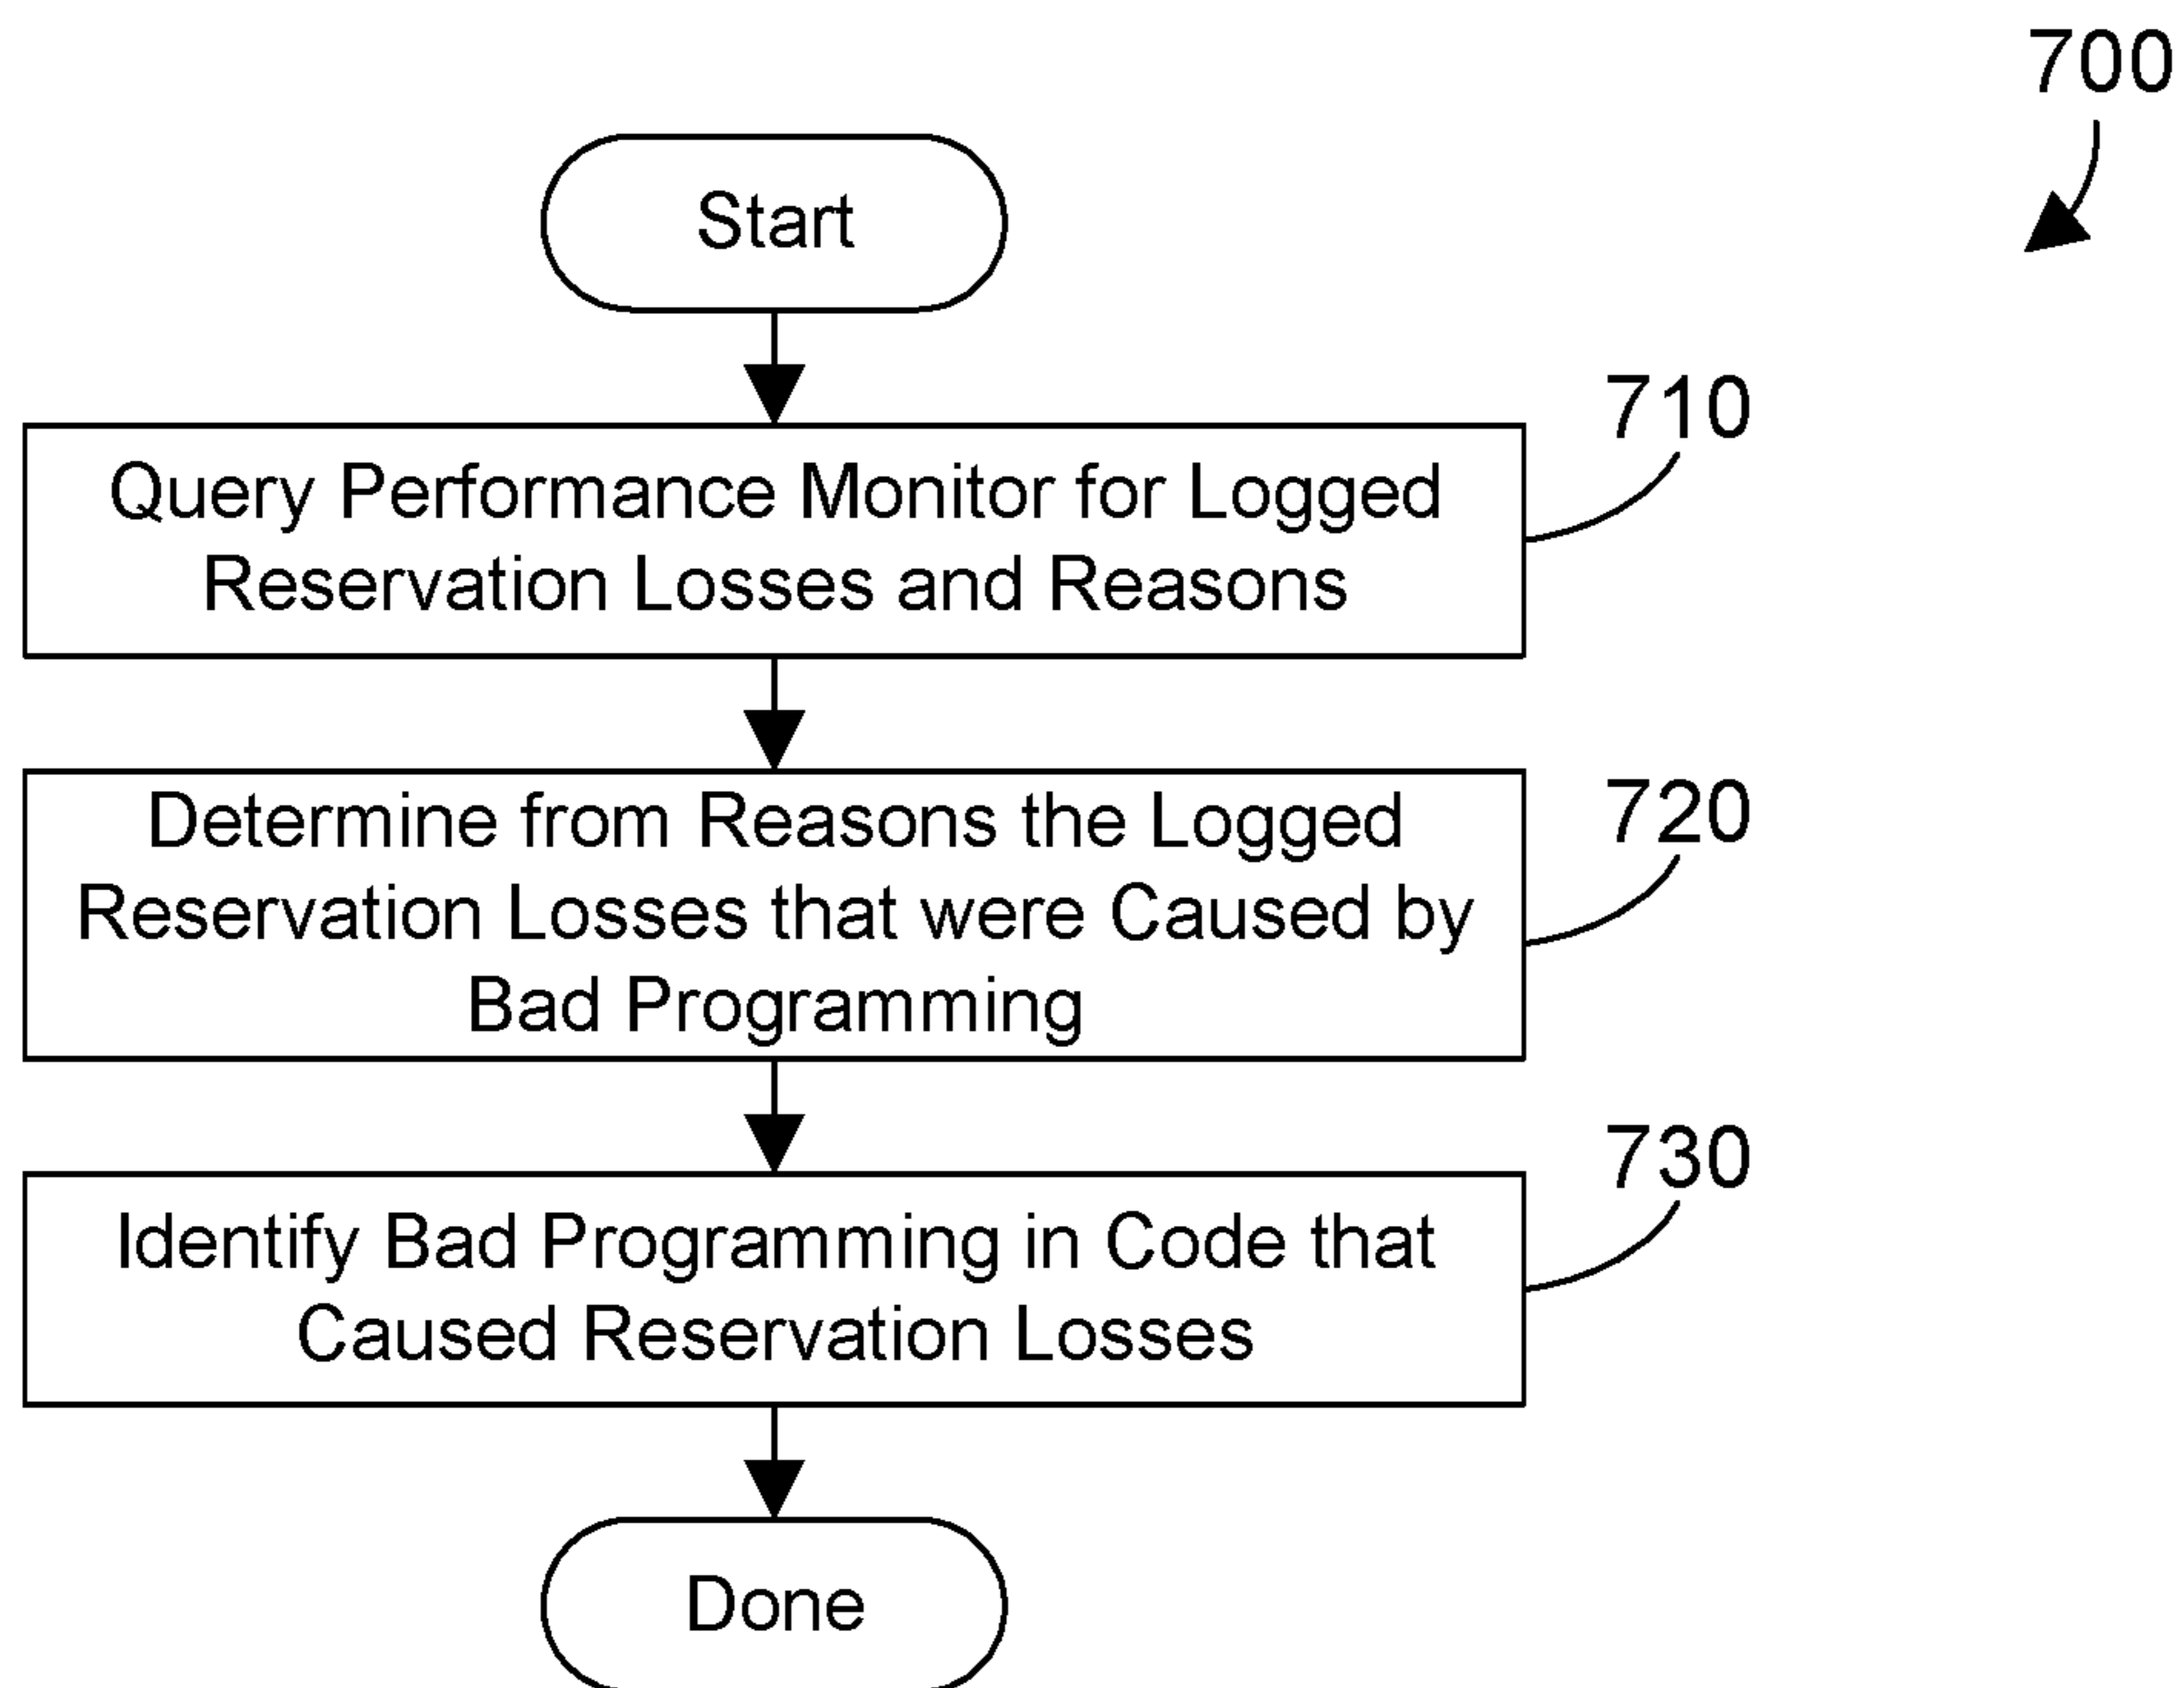 700
Start
710
Query Performance Monitor for Logged
Reservation Losses and Reasons
720
Determine from Reasons the Logged
Reservation Losses that were Caused by
Bad Programming
730
Identify Bad Programming in Code that
Caused Reservation Losses
Done